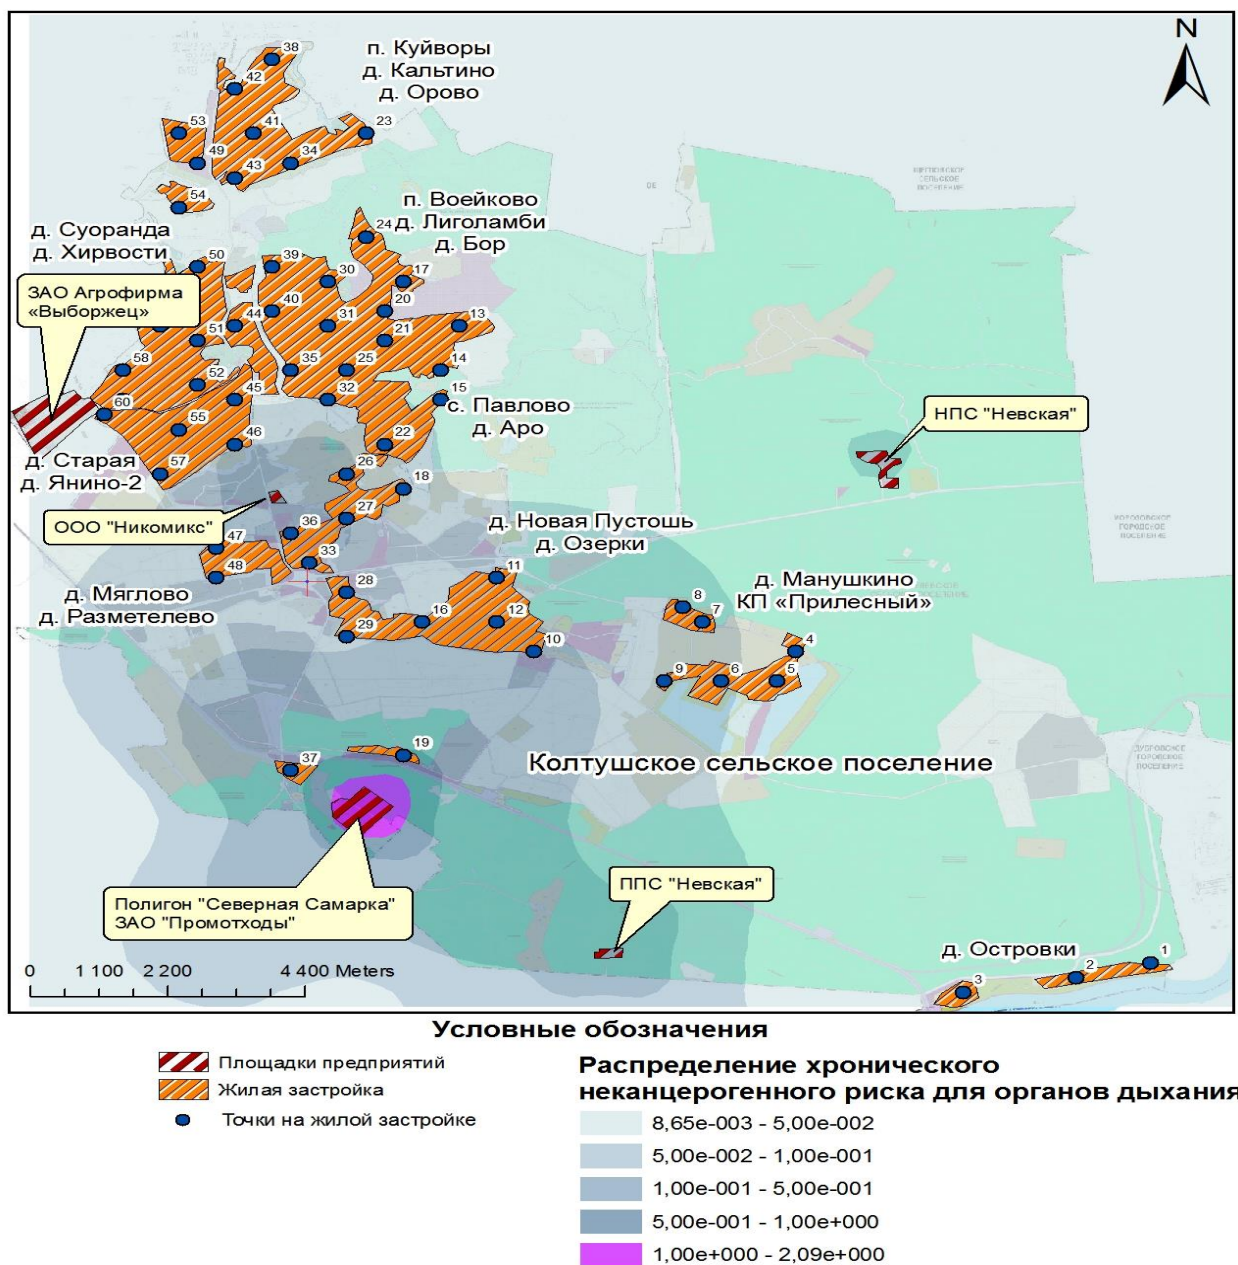 N
38
42
п. Куйворы
д. Кальтино
д. Орово
53
41
23
49
43
34
54
ЩЕГЛОВСКОЕ
СЕЛЬСКОЕ
ПОСЕЛЕНИЕ
п. Воейково
д. Лиголамби
д. Бор
24
д. Суоранда
д. Хирвости
50
39
30
17
ЗАО Агрофирма
«Выборжец»
40
20
44
31
13
51
21
58
35
25
14
52
45
32
15
60
с. Павлово
д. Аро
НПС "Невская"
55
46
22
д. Старая
д. Янино-2
57
26
18
ООО "Никомикс"
27
36
д. Новая Пустошь
д. Озерки
47
33
48
11
28
д. Мяглово
д. Разметелево
д. Манушкино
КП «Прилесный»
8
7
16
12
29
10
4
9
6
5
19
37
Колтушское сельское поселение
ДУБРОВСКОЕ
ГОРОДСКОЕ
ПОСЕЛЕНИЕ
Полигон "Северная Самарка"
ЗАО "Промотходы"
ППС "Невская"
д. Островки
1
2
3
0 1 100 2 200 4 400 Meters
Условные обозначения
Площадки предприятий
Жилая застройка
Точки на жилой застройке
Распределение хронического
неканцерогенного риска для органов дыхания
8,65e-003 - 5,00e-002
5,00e-002 - 1,00e-001
1,00e-001 - 5,00e-001
5,00e-001 - 1,00e+000
1,00e+000 - 2,09e+000